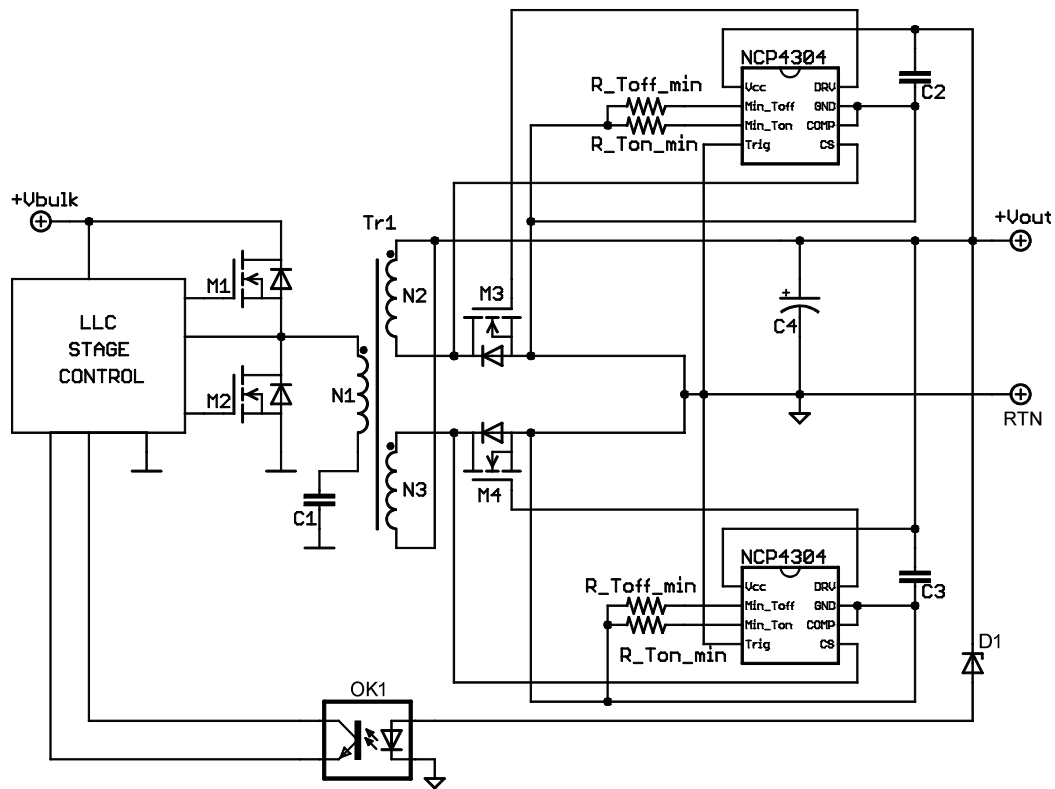 NCP4304
R_Toff_min
Vcc
DRV
C2
Min_Toff
GND
Min_Ton
COMP
R_Ton_min
Trig
CS
+Vbulk
+Vout
Tr1
M1
N2
M3
LLC
STAGE
CONTROL
+
C4
M2
N1
RTN
N3
M4
C1
NCP4304
R_Toff_min
Vcc
DRV
C3
Min_Toff
GND
Min_Ton
COMP
Trig
CS
D1
R_Ton_min
OK1